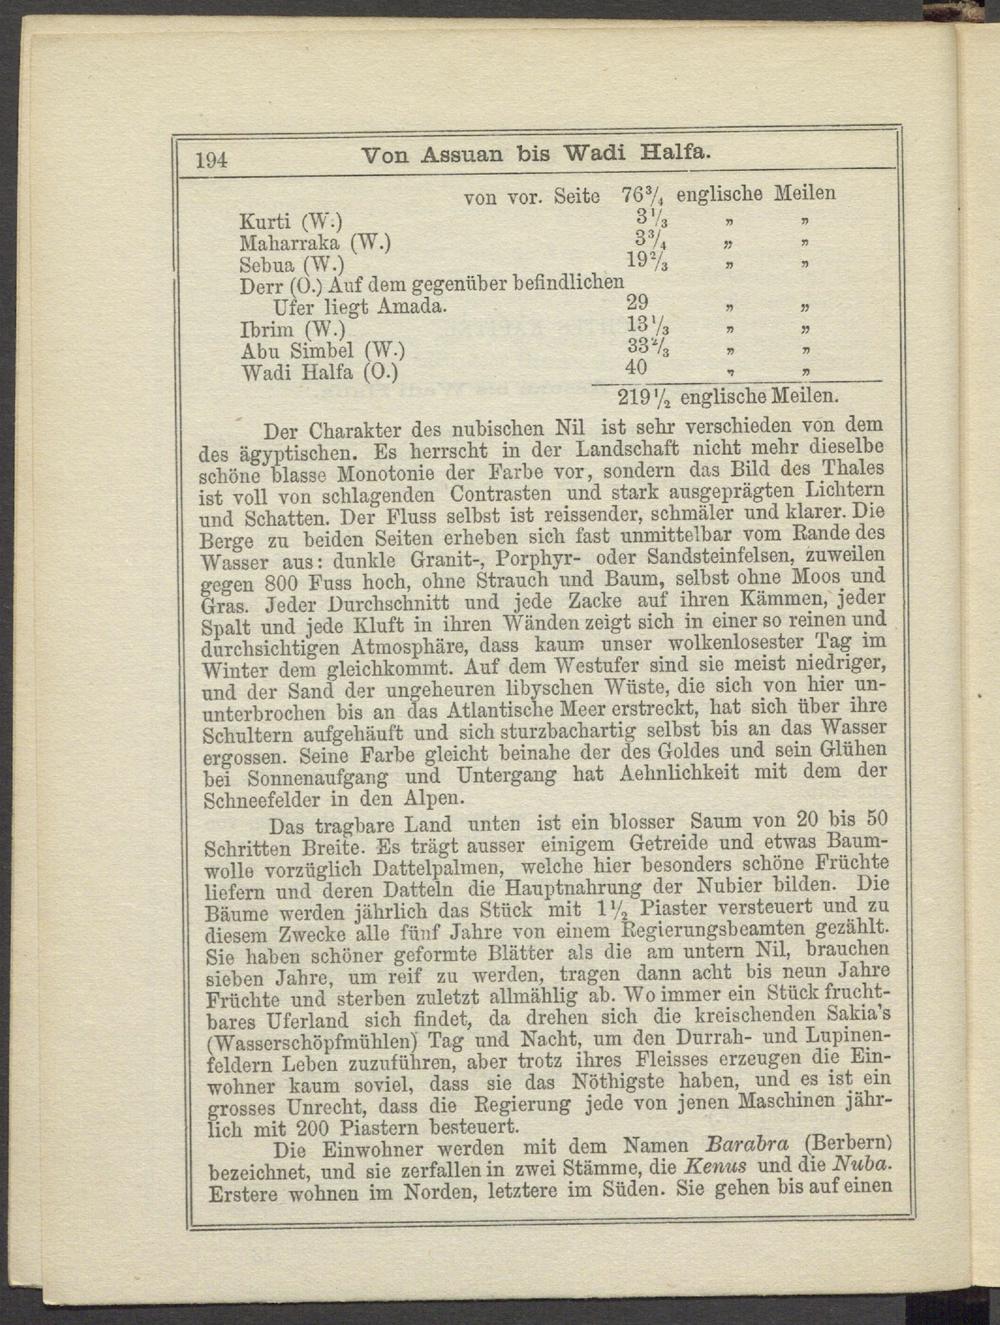 194 Von Assuan bis Wadi Halfa.
von vor. Seite 76 3/4 englische Meilen
Kurti (W.) 3 1/3 „ „
Maharraka (W.) 3 3/4 „ „
Sebua (W.) 19 2/3 „ „
Derr (O.) Auf dem gegenüber befindlichen
Ufer liegt Amada. 29 „ „
Ibrim (W.) 13 1/3 „ „
Abu Simbel (W.) 33 2/3 „ „
Wadi Halfa (O.) 40 „ „
219 1/2 englische Meilen.
Der Charakter des nubischen Nil ist sehr verschieden von dem
des ägyptischen. Es herrscht in der Landschaft nicht mehr dieselbe
schöne blasse Monotonie der Farbe vor, sondern das Bild des Thales
ist voll von schlagenden Contrasten und stark ausgeprägten Lichtern
und Schatten. Der Fluss selbst ist reissender, schmäler und klarer. Die
Berge zu beiden Seiten erheben sich fast unmittelbar vom Rande des
Wasser aus: dunkle Granit-, Porphyr- oder Sandsteinfelsen, zuweilen
gegen 800 Fuss hoch, ohne Strauch und Baum, selbst ohne Moos und
Gras. Jeder Durchschnitt und jede Zacke auf ihren Kämmen, jeder
Spalt und jede Kluft in ihren Wänden zeigt sich in einer so reinen und
durchsichtigen Atmosphäre, dass kaum unser wolkenlosester Tag im
Winter dem gleichkommt. Auf dem Westufer sind sie meist niedriger,
und der Sand der ungeheuren libyschen Wüste, die sich von hier un-
unterbrochen bis an das Atlantische Meer erstreckt, hat sich über ihre
Schultern aufgehäuft und sich sturzbachartig selbst bis an das Wasser
ergossen. Seine Farbe gleicht beinahe der des Goldes und sein Glühen
bei Sonnenaufgang und Untergang hat Aehnlichkeit mit dem der
Schneefelder in den Alpen.
Das tragbare Land unten ist ein blosser Saum von 20 bis 50
Schritten Breite. Es trägt ausser einigem Getreide und etwas Baum-
wolle vorzüglich Dattelpalmen, welche hier besonders schöne Früchte
liefern und deren Datteln die Hauptnahrung der Nubier bilden. Die
Bäume werden jährlich das Stück mit 1 1/2 Piaster versteuert und zu
diesem Zwecke alle fünf Jahre von einem Regierungsbeamten gezählt.
Sie haben schöner geformte Blätter als die am untern Nil, brauchen
sieben Jahre, um reif zu werden, tragen dann acht bis neun Jahre
Früchte und sterben zuletzt allmählig ab. Wo immer ein Stück frucht-
bares Uferland sich findet, da drehen sich die kreischenden Sakia's
(Wasserschöpfmühlen) Tag und Nacht, um den Durrah- und Lupinen-
feldern Leben zuzuführen, aber trotz ihres Fleisses erzeugen die Ein-
wohner kaum soviel, dass sie das Nöthigste haben, und es ist ein
grosses Unrecht, dass die Regierung jede von jenen Maschinen jähr-
lich mit 200 Piastern besteuert.
Die Einwohner werden mit dem Namen Barabra (Berbern)
bezeichnet, und sie zerfallen in zwei Stämme, die Kenus und die Nuba.
Erstere wohnen im Norden, letztere im Süden. Sie gehen bis auf einen